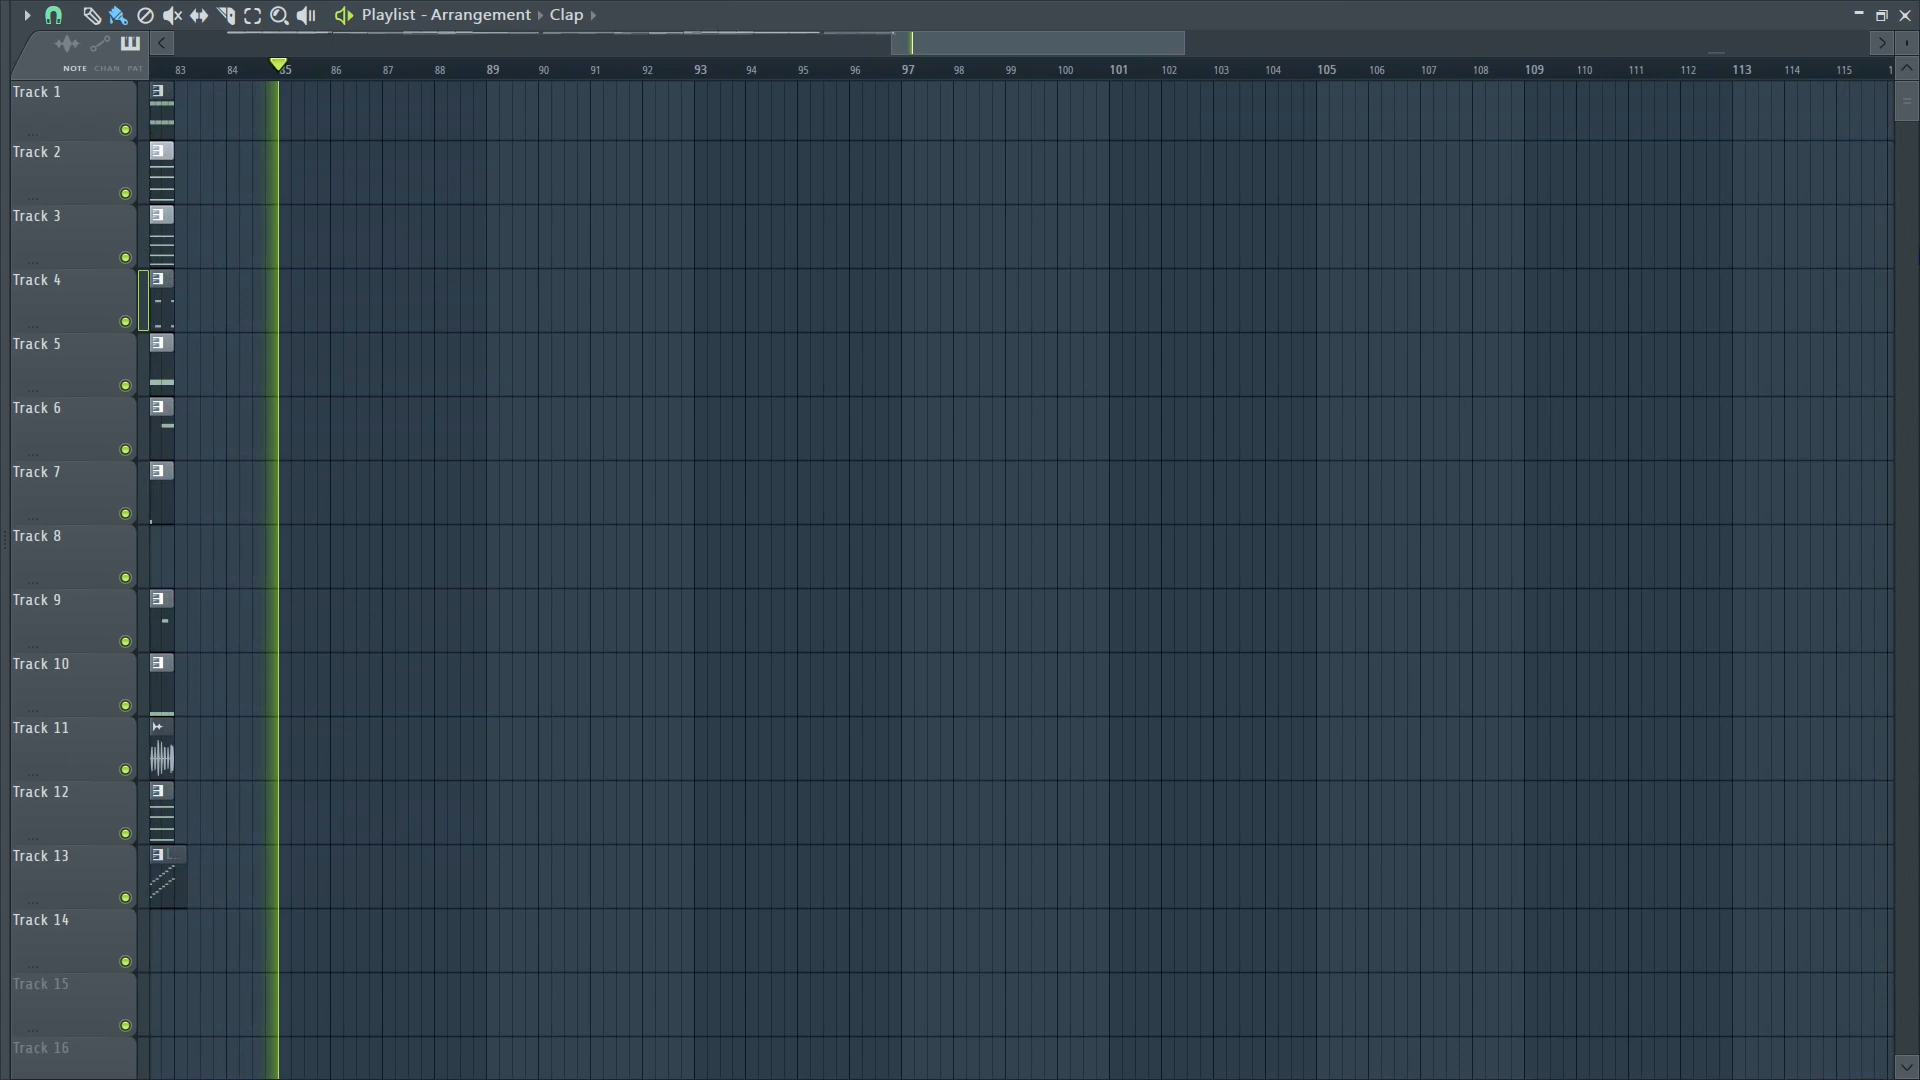 Playlist - Arrangement Clap
NOTE CHAN PAT
83 84 85 86 87 88 89 90 91 92 93 94 95 96 97 98 99 100 101 102 103 104 105 106 107 108 109 110 111 112 113 114 115
Track 1
Track 2
Track 3
Track 4
Track 5
Track 6
Track 7
Track 8
Track 9
Track 10
Track 11
Track 12
Track 13
Track 14
Track 15
Track 16